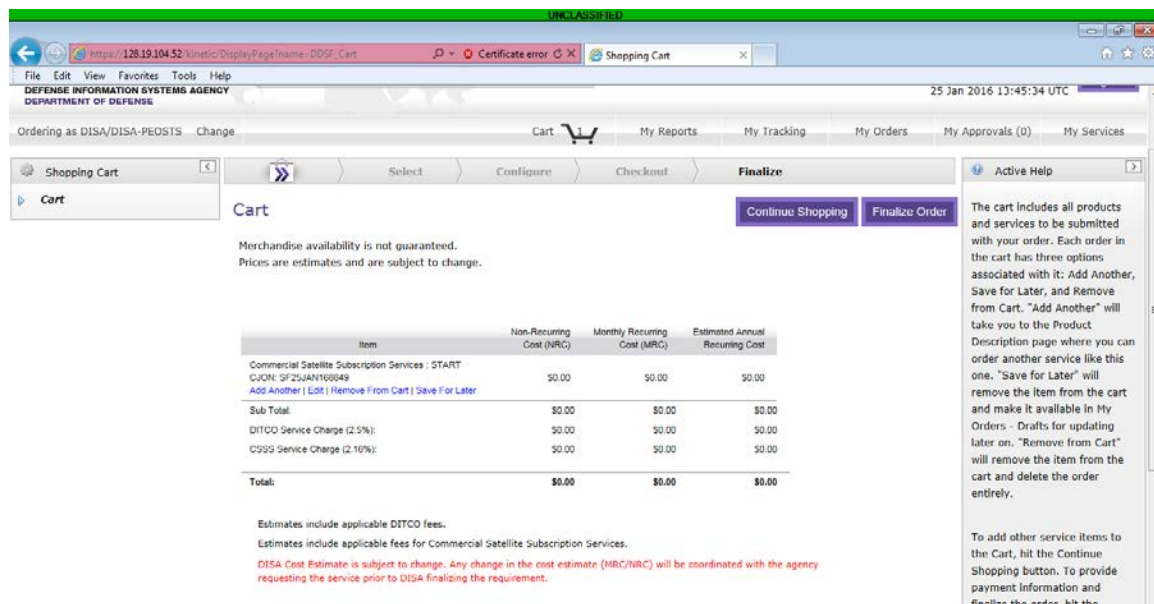 UNCLASSIFIED
https://128.19.104.52/kinetic/DisplayPage?name=DDSF_Cart
Certificate error
Shopping Cart
File Edit View Favorites Tools Help
DEFENSE INFORMATION SYSTEMS AGENCY
DEPARTMENT OF DEFENSE
25 Jan 2016 13:45:34 UTC
Ordering as DISA/DISA-PEOSTS Change
Cart 1 My Reports My Tracking My Orders My Approvals (0) My Services
Shopping Cart
Cart
Select Configure Checkout Finalize
Cart
Continue Shopping Finalize Order
Merchandise availability is not guaranteed.
Prices are estimates and are subject to change.
Item Non-Recurring Cost (NRC) Monthly Recurring Cost (MRC) Estimated Annual Recurring Cost
Commercial Satellite Subscription Services : START
CJON: SF25JAN168849 $0.00 $0.00 $0.00
Add Another | Edit | Remove From Cart | Save For Later
Sub Total: $0.00 $0.00 $0.00
DITCO Service Charge (2.5%): $0.00 $0.00 $0.00
CSSS Service Charge (2.16%): $0.00 $0.00 $0.00
Total: $0.00 $0.00 $0.00
Estimates include applicable DITCO fees.
Estimates include applicable fees for Commercial Satellite Subscription Services.
DISA Cost Estimate is subject to change. Any change in the cost estimate (MRC/NRC) will be coordinated with the agency
requesting the service prior to DISA finalizing the requirement.
Active Help
The cart includes all products
and services to be submitted
with your order. Each order in
the cart has three options
associated with it: Add Another,
Save for Later, and Remove
from Cart. "Add Another" will
take you to the Product
Description page where you can
order another service like this
one. "Save for Later" will
remove the item from the cart
and make it available in My
Orders - Drafts for updating
later on. "Remove from Cart"
will remove the item from the
cart and delete the order
entirely.
To add other service items to
the Cart, hit the Continue
Shopping button. To provide
payment information and
finalize the order, hit the